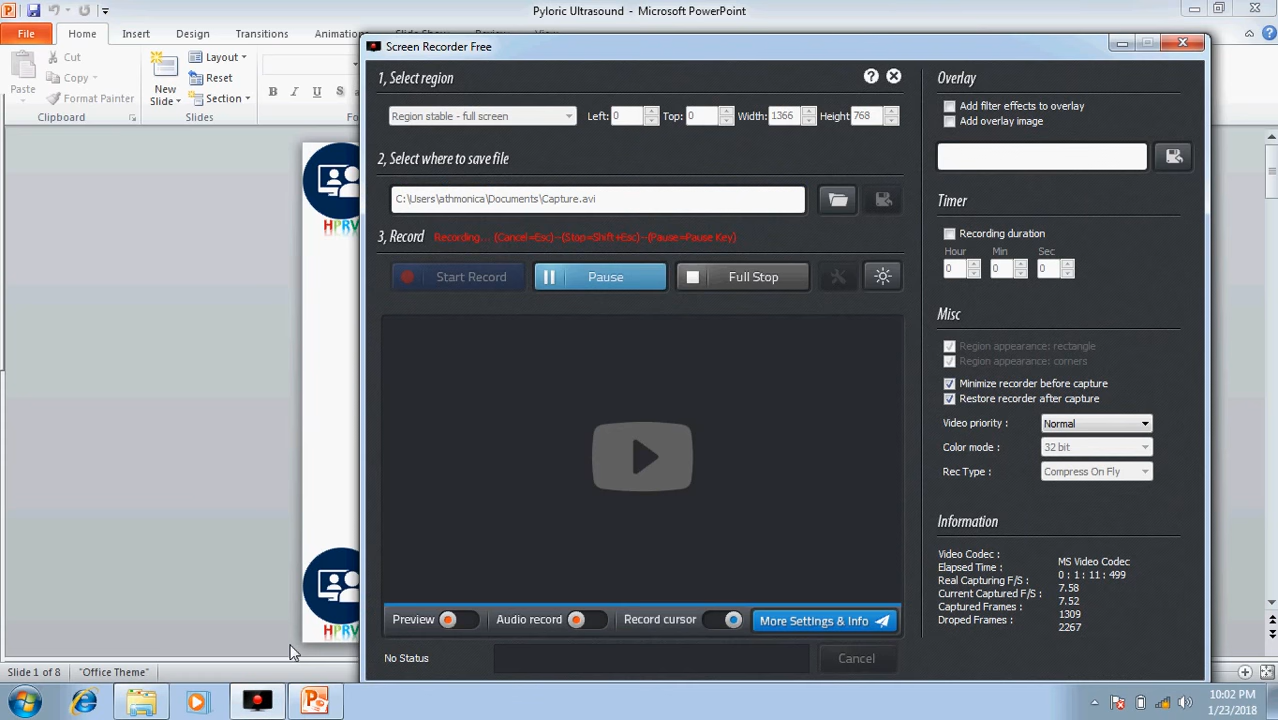 Pyloric Ultrasound - Microsoft PowerPoint
File Home Insert Design Transitions Animations Slide Show
Cut
Copy
Format Painter
Paste
Clipboard
New Slide
Layout
Reset
Section
Slides
B I U S
HPRV
HPRV
Screen Recorder Free
1, Select region
Region stable - full screen Left: 0 Top: 0 Width: 1366 Height 768
2, Select where to save file
C:\Users\athmonica\Documents\Capture.avi
3, Record Recording... (Cancel=Esc)--(Stop=Shift+Esc)--(Pause=Pause Key)
Start Record Pause Full Stop
Preview Audio record Record cursor More Settings & Info
No Status Cancel
Overlay
Add filter effects to overlay
Add overlay image
Timer
Recording duration
Hour Min Sec
0 0 0
Misc
Region appearance: rectangle
Region appearance: corners
Minimize recorder before capture
Restore recorder after capture
Video priority : Normal
Color mode : 32 bit
Rec Type : Compress On Fly
Information
Video Codec : MS Video Codec
Elapsed Time : 0 : 1 : 11 : 499
Real Capturing F/S : 7.58
Current Captured F/S : 7.52
Captured Frames : 1309
Droped Frames : 2267
Slide 1 of 8 "Office Theme"
10:02 PM
1/23/2018